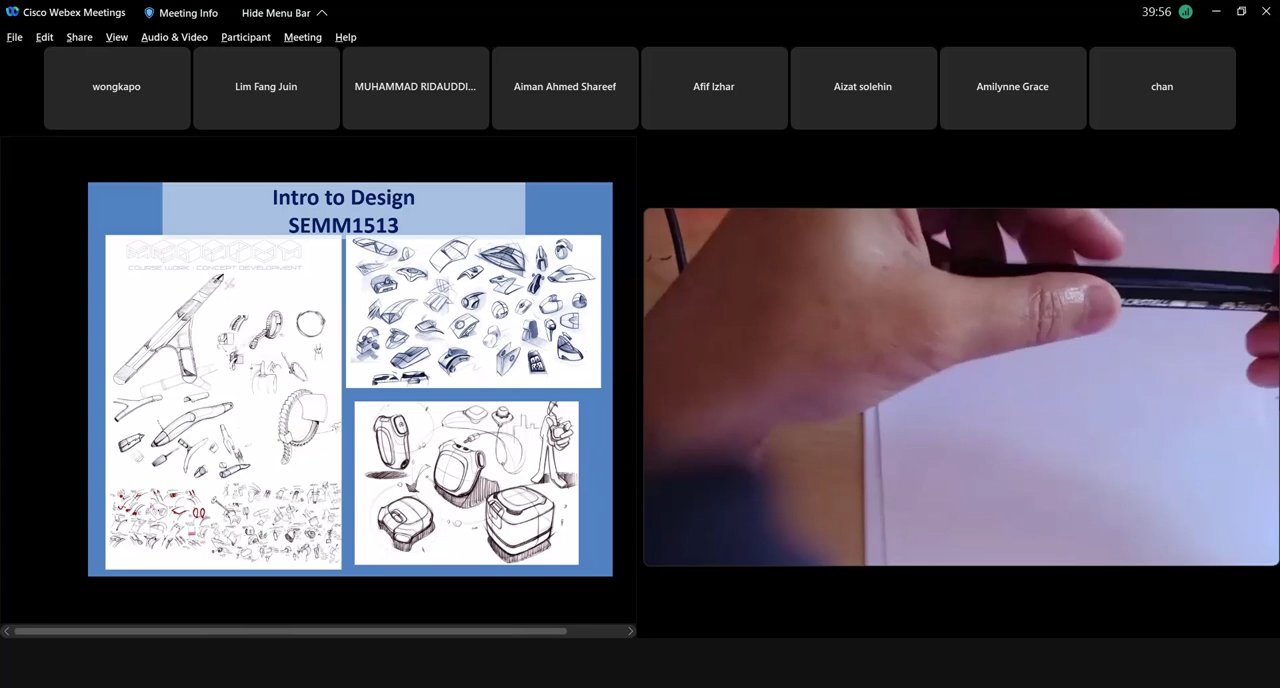 Cisco Webex Meetings Meeting Info Hide Menu Bar 39:56
File Edit Share View Audio & Video Participant Meeting Help
wongkapo Lim Fang Juin MUHAMMAD RIDAUDDI... Aiman Ahmed Shareef Afif Izhar Aizat solehin Amilynne Grace chan
Intro to Design
SEMM1513
COURSE WORK : CONCEPT DEVELOPMENT